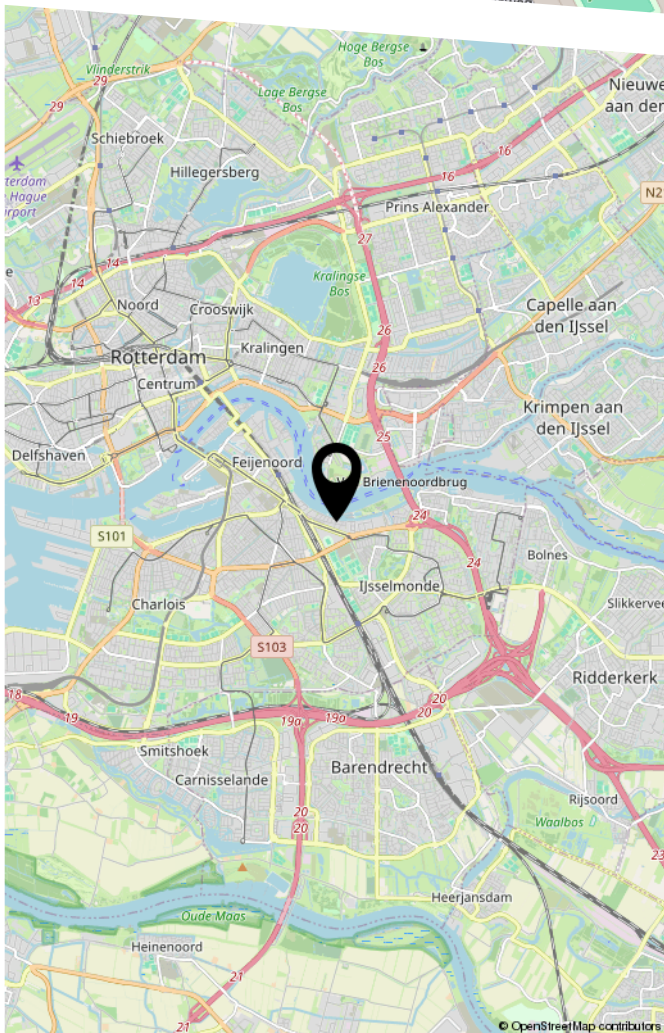 Hoge Bergse
Bos
Vlinderstrik
29
29
Lage Bergse
Bos
Nieuwe
aan den
Schiebroek
16
Hillegersberg
16
terdam
Hague
irport
N2
Prins Alexander
27
14
14
13
Kralingse
Bos
Noord
Crooswijk
Capelle aan
den IJssel
26
Rotterdam
Kralingen
26
Centrum
Krimpen aan
den IJssel
25
Delfshaven
Feijenoord
Brienenoordbrug
24
S101
24
Bolnes
IJsselmonde
Charlois
Slikkervee
S103
Ridderkerk
18
19
19a
19a
20
20
Smitshoek
Barendrecht
Carnisselande
Rijsoord
20
20
Waalbos
23
Heerjansdam
Oude Maas
Heinenoord
21
21
© OpenStreetMap contributors